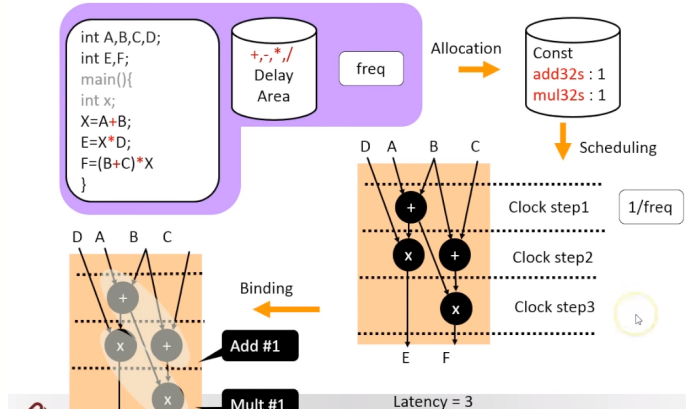 int A,B,C,D;
int E,F;
main(){
int x;
X=A+B;
E=X*D;
F=(B+C)*X
}
+,-,*,/
Delay
Area
freq
Allocation
Const
add32s : 1
mul32s : 1
Scheduling
D A B C
+
x +
x
E F
Clock step1
Clock step2
Clock step3
1/freq
Latency = 3
Binding
D A B C
+
x +
x
Add #1
Mult #1